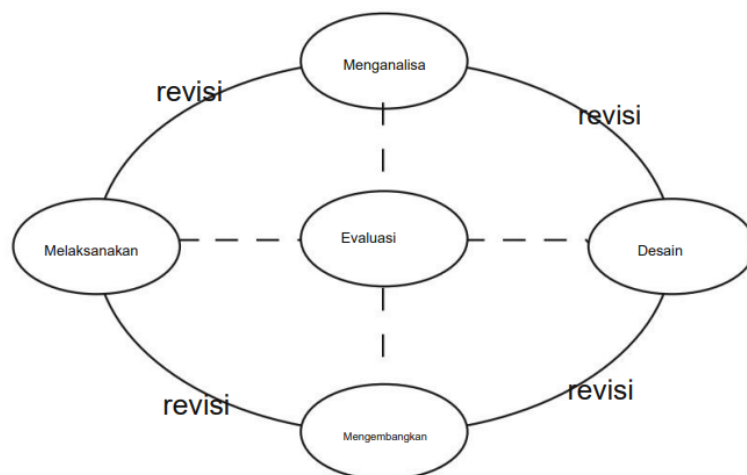 Menganalisa
revisi
revisi
Melaksanakan
Evaluasi
Desain
revisi
revisi
Mengembangkan